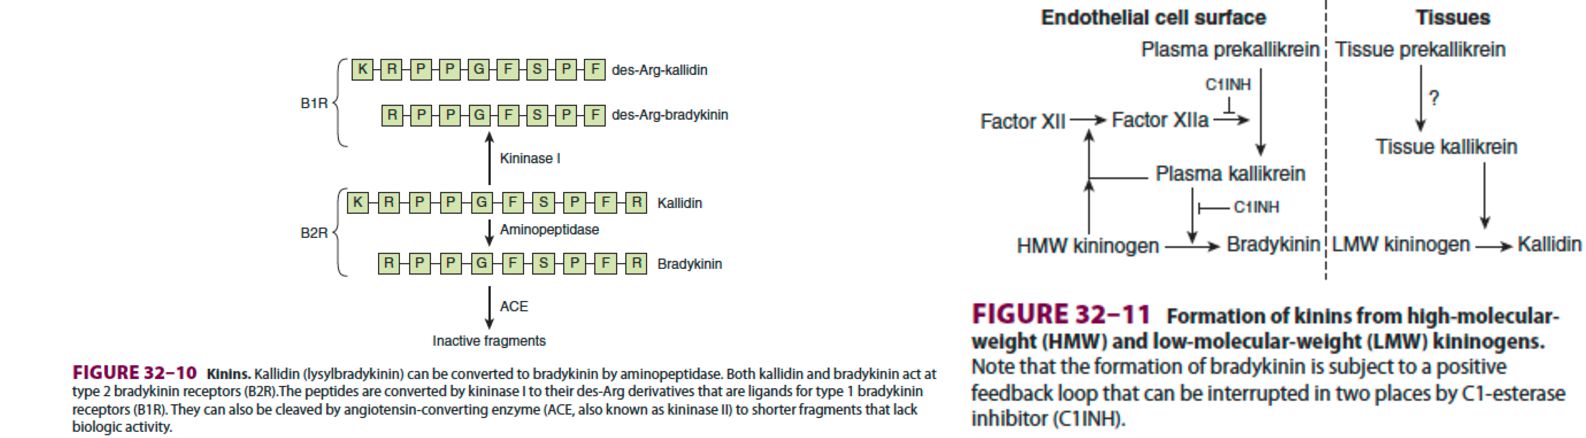 K R P P G F S P F des-Arg-kallidin
B1R
R P P G F S P F des-Arg-bradykinin
Kininase I
K R P P G F S P F R Kallidin
B2R
Aminopeptidase
R P P G F S P F R Bradykinin
ACE
Inactive fragments
FIGURE 32–10 Kinins. Kallidin (lysylbradykinin) can be converted to bradykinin by aminopeptidase. Both kallidin and bradykinin act at
type 2 bradykinin receptors (B2R).The peptides are converted by kininase I to their des-Arg derivatives that are ligands for type 1 bradykinin
receptors (B1R). They can also be cleaved by angiotensin-converting enzyme (ACE, also known as kininase II) to shorter fragments that lack
biologic activity.
Endothelial cell surface
Tissues
Plasma prekallikrein
Tissue prekallikrein
C1INH
?
Factor XII
Factor XIIa
Tissue kallikrein
Plasma kallikrein
C1INH
HMW kininogen
Bradykinin
LMW kininogen
Kallidin
FIGURE 32–11 Formation of kinins from high-molecular-
weight (HMW) and low-molecular-weight (LMW) kininogens.
Note that the formation of bradykinin is subject to a positive
feedback loop that can be interrupted in two places by C1-esterase
inhibitor (C1INH).